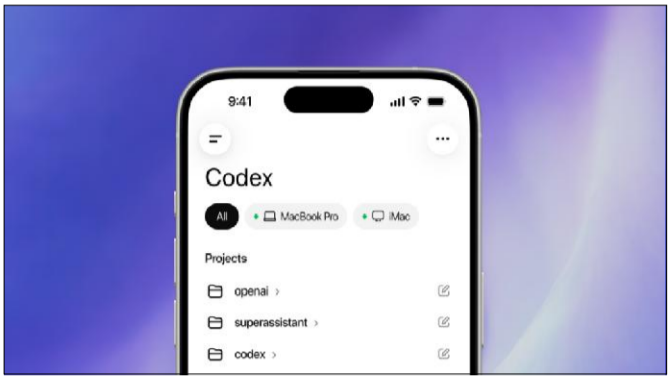 9:41
Codex
All MacBook Pro iMac
Projects
openai
superassistant
codex